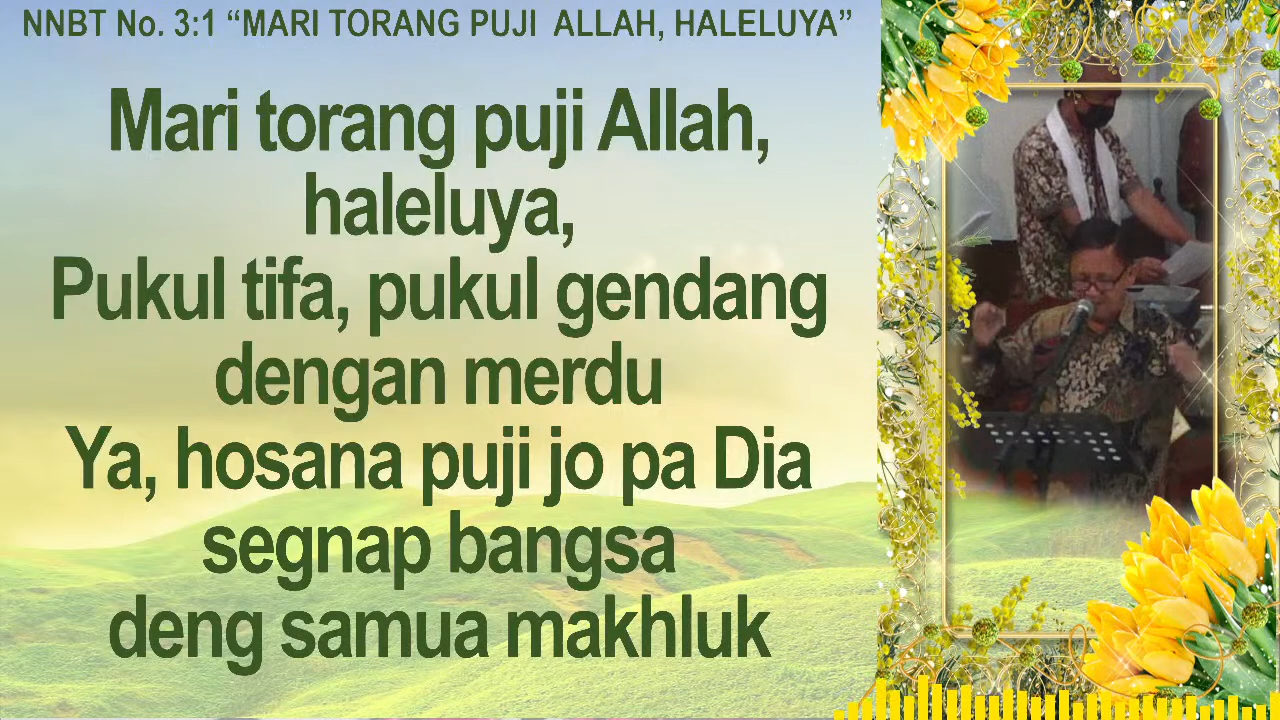 NNBT No. 3:1 “MARI TORANG PUJI ALLAH, HALELUYA”
Mari torang puji Allah,
haleluya,
Pukul tifa, pukul gendang
dengan merdu
Ya, hosana puji jo pa Dia
segnap bangsa
deng samua makhluk